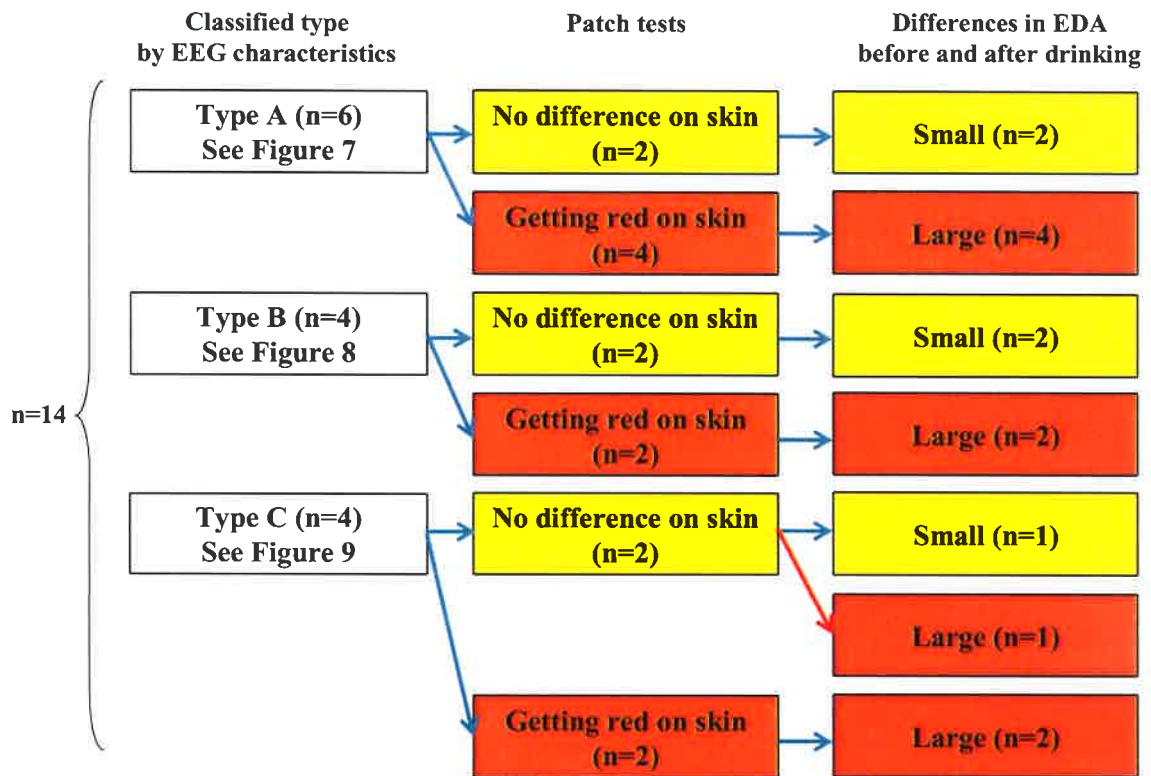 Classified type
by EEG characteristics
Patch tests
Differences in EDA
before and after drinking
Type A (n=6)
See Figure 7
No difference on skin
(n=2)
Small (n=2)
Getting red on skin
(n=4)
Large (n=4)
Type B (n=4)
See Figure 8
No difference on skin
(n=2)
Small (n=2)
n=14
Getting red on skin
(n=2)
Large (n=2)
Type C (n=4)
See Figure 9
No difference on skin
(n=2)
Small (n=1)
Large (n=1)
Getting red on skin
(n=2)
Large (n=2)